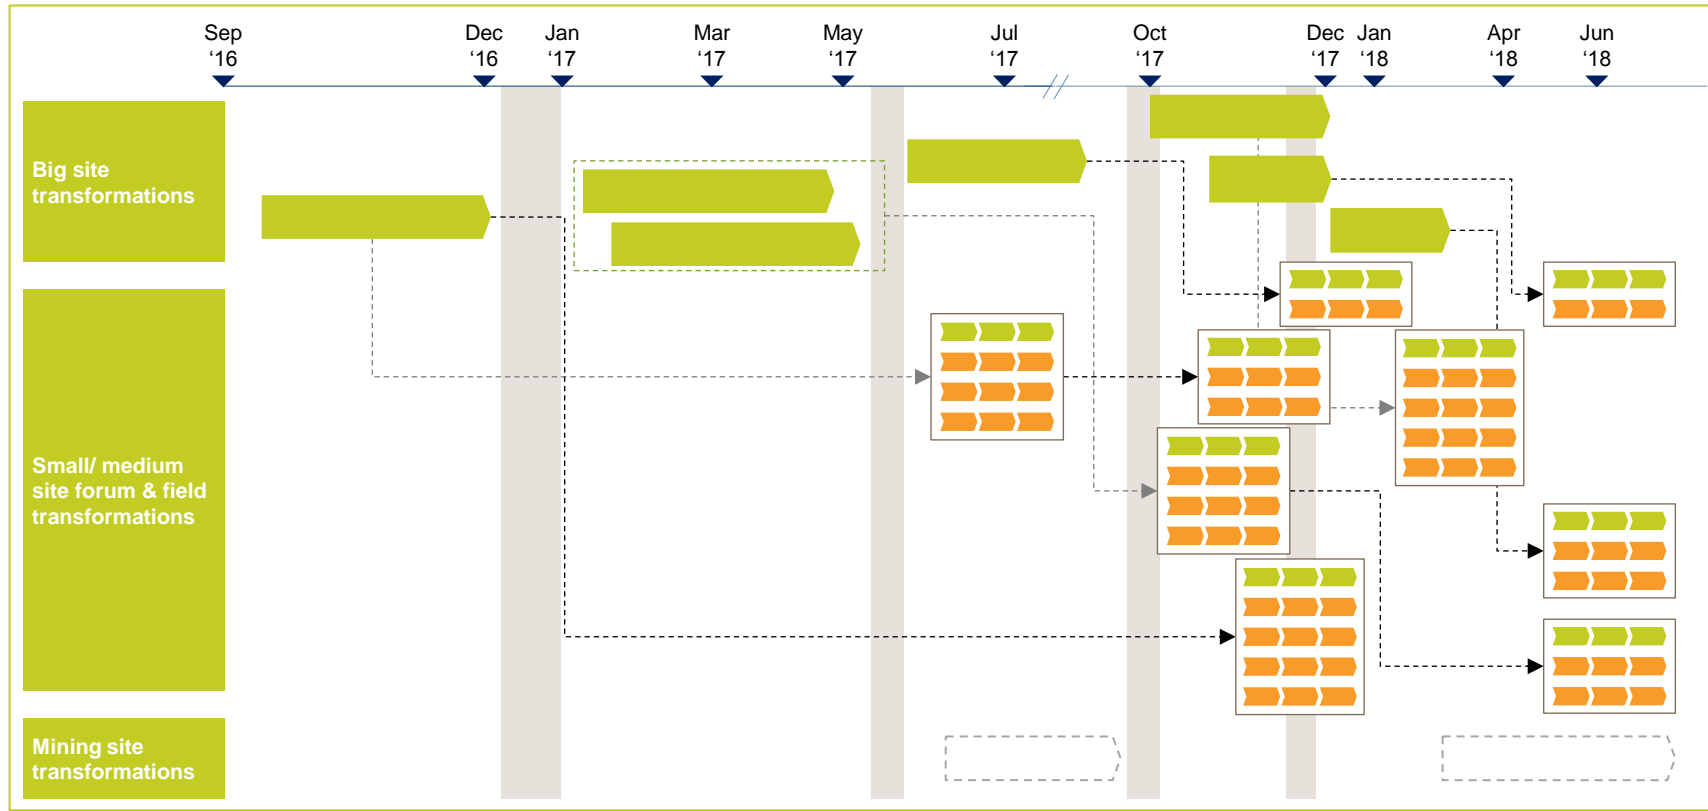 Sep
‘16
Dec
‘16
Jan
‘17
Mar
‘17
May
‘17
Jul
‘17
Oct
‘17
Dec
‘17
Jan
‘18
Apr
‘18
Jun
‘18
Big site
transformations
Small/ medium
site forum & field
transformations
Mining site
transformations